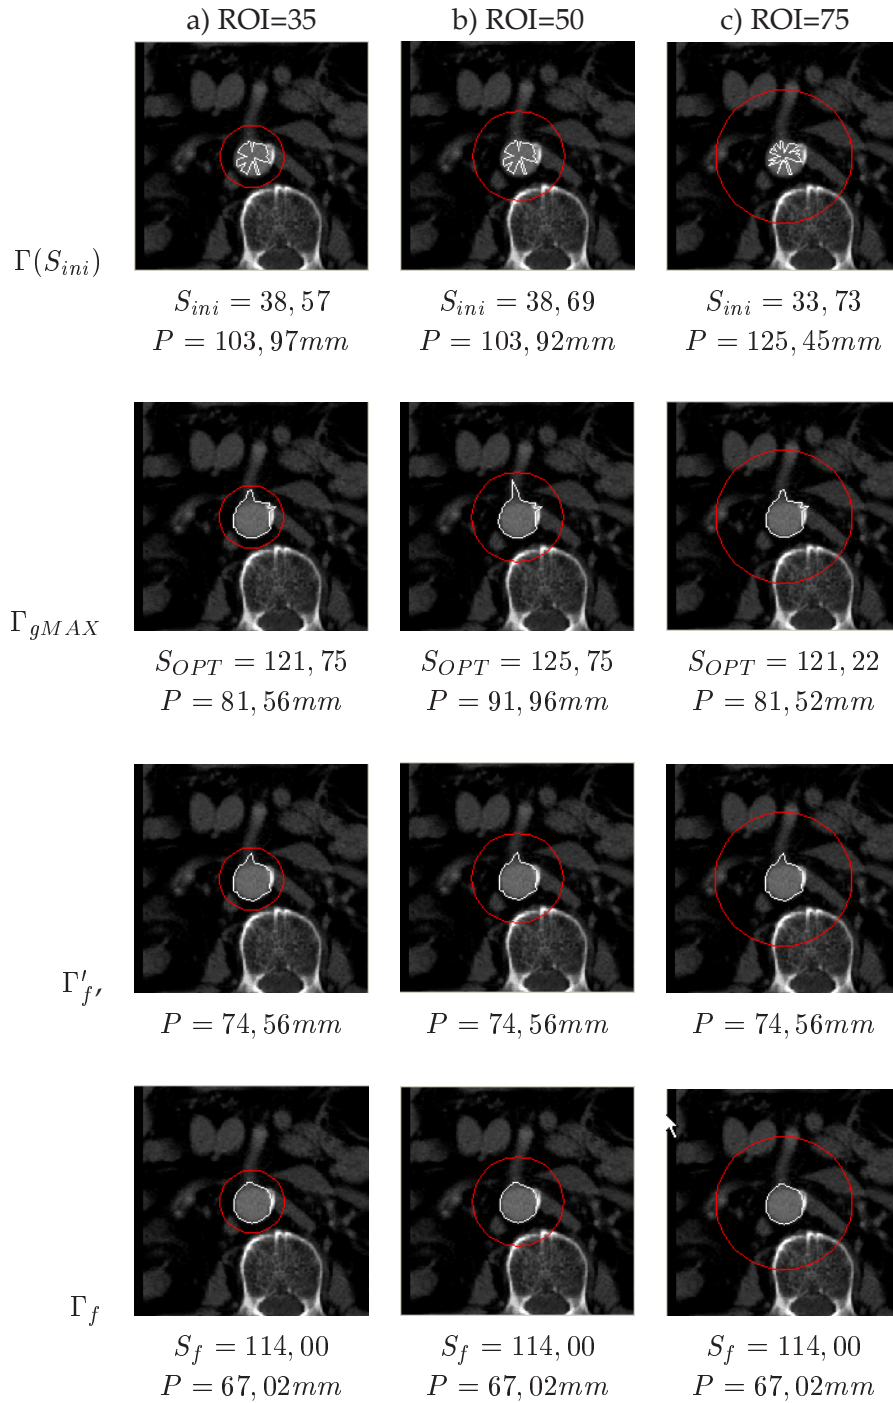 a) ROI=35 b) ROI=50 c) ROI=75
Γ(S_ini)
S_ini = 38, 57 S_ini = 38, 69 S_ini = 33, 73
P = 103, 97mm P = 103, 92mm P = 125, 45mm
Γ_gMAX
S_OPT = 121, 75 S_OPT = 125, 75 S_OPT = 121, 22
P = 81, 56mm P = 91, 96mm P = 81, 52mm
Γ′_f,
P = 74, 56mm P = 74, 56mm P = 74, 56mm
Γ_f
S_f = 114, 00 S_f = 114, 00 S_f = 114, 00
P = 67, 02mm P = 67, 02mm P = 67, 02mm